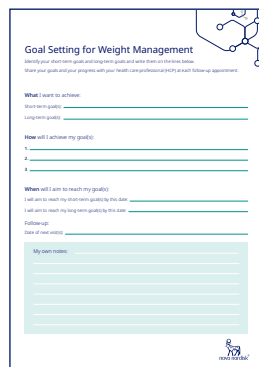 Goal Setting for Weight Management
Identify your short-term goals and long-term goals and write them on the lines below.
Share your goals and your progress with your health care professional (HCP) at each follow-up appointment.
What I want to achieve:
Short-term goal(s):
Long-term goal(s):
How will I achieve my goal(s):
1.
2.
3.
When will I aim to reach my goal(s):
I will aim to reach my short-term goal(s) by this date:
I will aim to reach my long-term goal(s) by this date:
Follow-up:
Date of next visit(s):
My own notes:
novo nordisk®